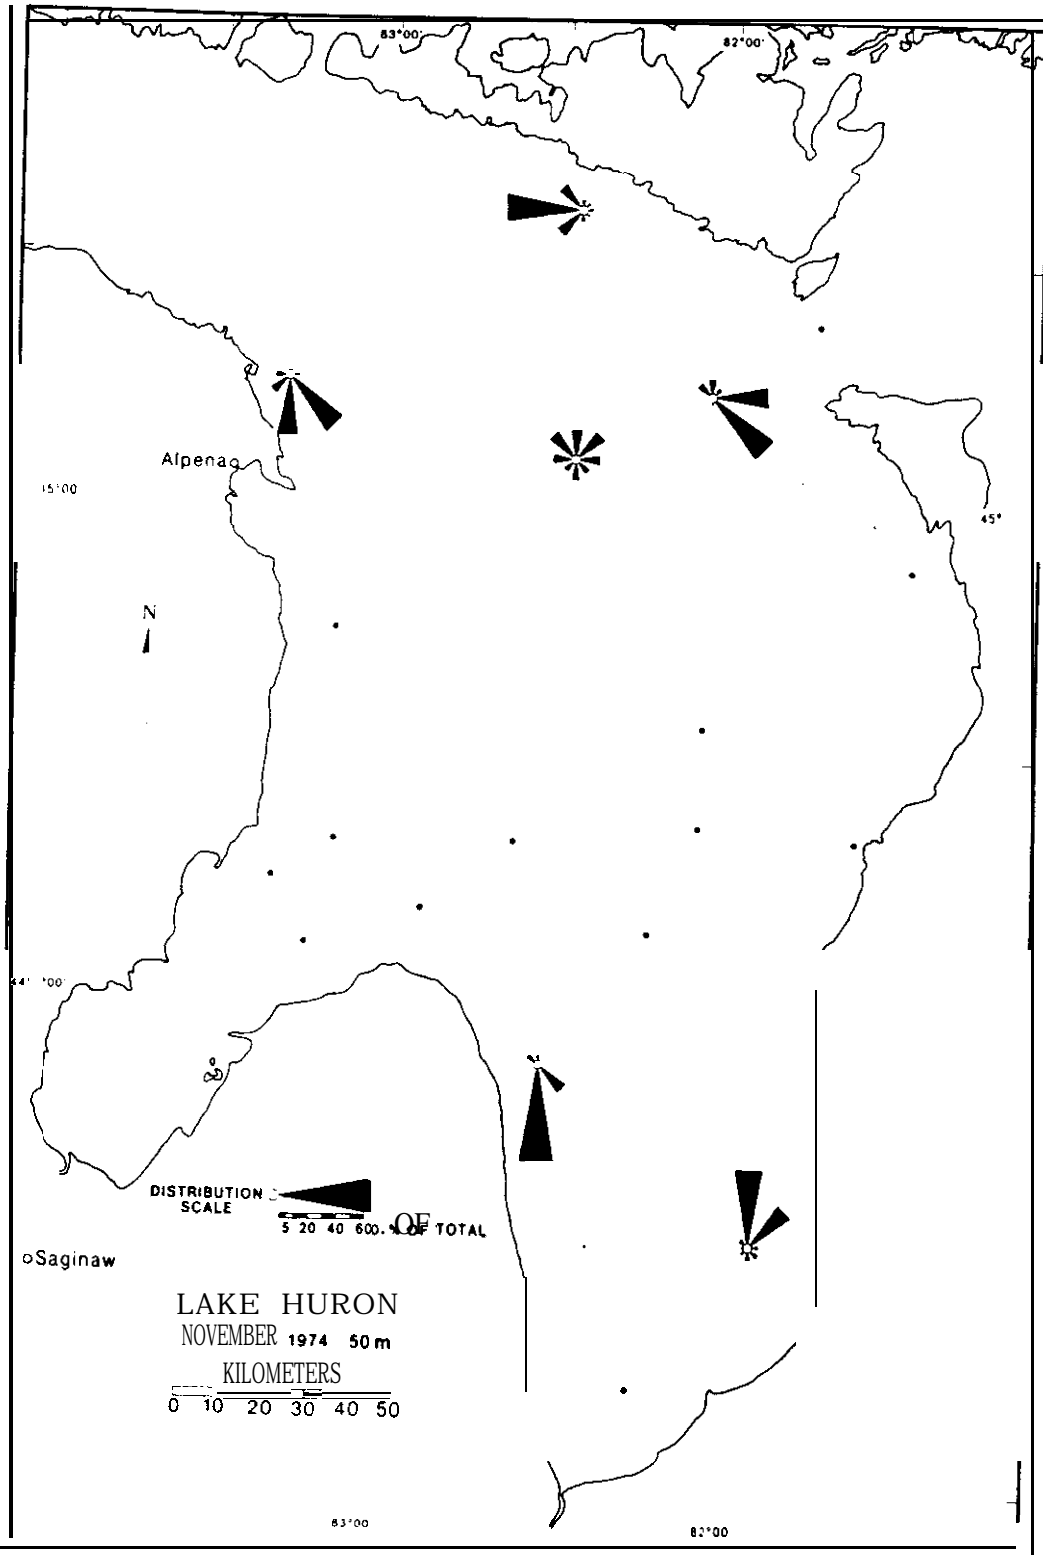 83°00'
82°00'
Alpena
15°00
45°
N
44° °00'
DISTRIBUTION
SCALE
5 20 40 60
OF TOTAL
Saginaw
LAKE HURON
NOVEMBER 1974 50 m
KILOMETERS
0 10 20 30 40 50
83°00
82°00